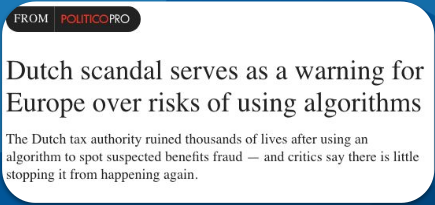 FROM POLITICOPRO
Dutch scandal serves as a warning for
Europe over risks of using algorithms
The Dutch tax authority ruined thousands of lives after using an
algorithm to spot suspected benefits fraud — and critics say there is little
stopping it from happening again.